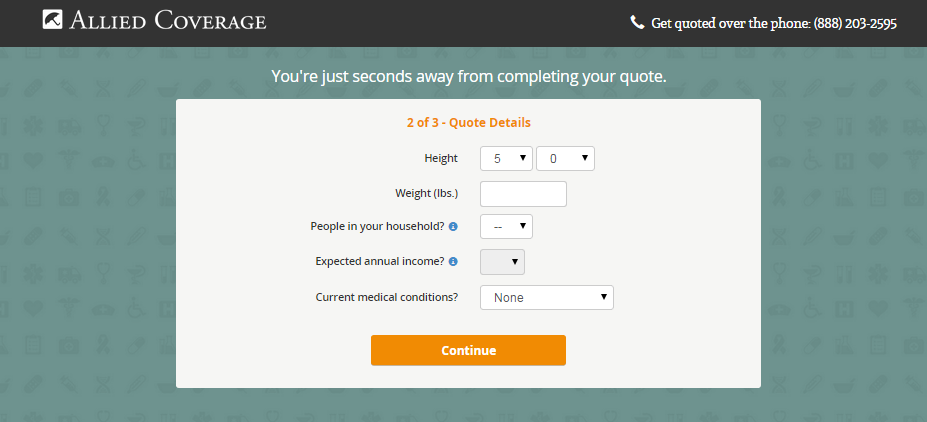 ALLIED COVERAGE
Get quoted over the phone: (888) 203-2595
You're just seconds away from completing your quote.
2 of 3 - Quote Details
Height 5 0
Weight (lbs.)
People in your household? --
Expected annual income?
Current medical conditions? None
Continue